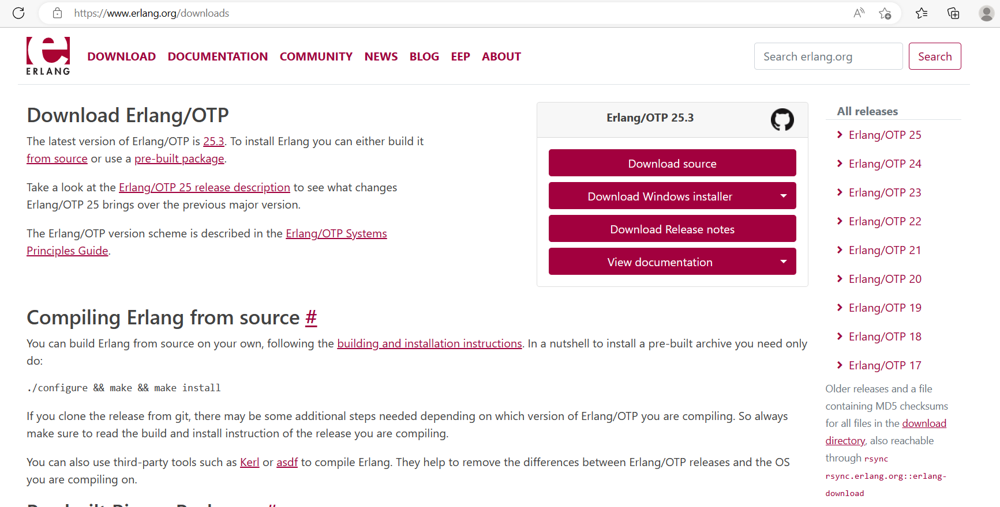 https://www.erlang.org/downloads
ERLANG
DOWNLOAD DOCUMENTATION COMMUNITY NEWS BLOG EEP ABOUT
Search erlang.org
Search
Download Erlang/OTP
The latest version of Erlang/OTP is 25.3. To install Erlang you can either build it
from source or use a pre-built package.
Take a look at the Erlang/OTP 25 release description to see what changes
Erlang/OTP 25 brings over the previous major version.
The Erlang/OTP version scheme is described in the Erlang/OTP Systems
Principles Guide.
Erlang/OTP 25.3
Download source
Download Windows installer
Download Release notes
View documentation
Compiling Erlang from source #
You can build Erlang from source on your own, following the building and installation instructions. In a nutshell to install a pre-built archive you need only
do:
./configure && make && make install
If you clone the release from git, there may be some additional steps needed depending on which version of Erlang/OTP you are compiling. So always
make sure to read the build and install instruction of the release you are compiling.
You can also use third-party tools such as Kerl or asdf to compile Erlang. They help to remove the differences between Erlang/OTP releases and the OS
you are compiling on.
All releases
Erlang/OTP 25
Erlang/OTP 24
Erlang/OTP 23
Erlang/OTP 22
Erlang/OTP 21
Erlang/OTP 20
Erlang/OTP 19
Erlang/OTP 18
Erlang/OTP 17
Older releases and a file
containing MD5 checksums
for all files in the download
directory, also reachable
through rsync
rsync.erlang.org::erlang-
download